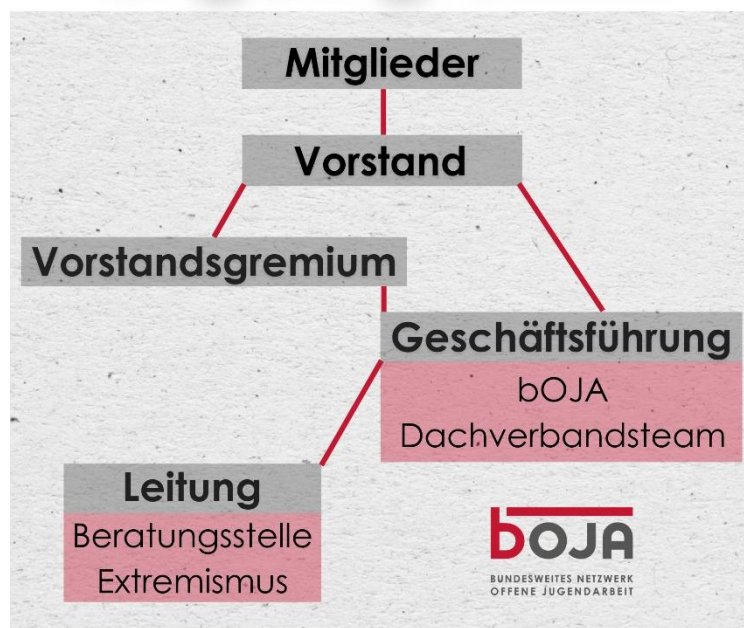 Mitglieder
Vorstand
Vorstandsgremium
Geschäftsführung
bOJA
Dachverbandsteam
Leitung
Beratungsstelle
Extremismus
bOJA
BUNDESWEITES NETZWERK
OFFENE JUGENDARBEIT